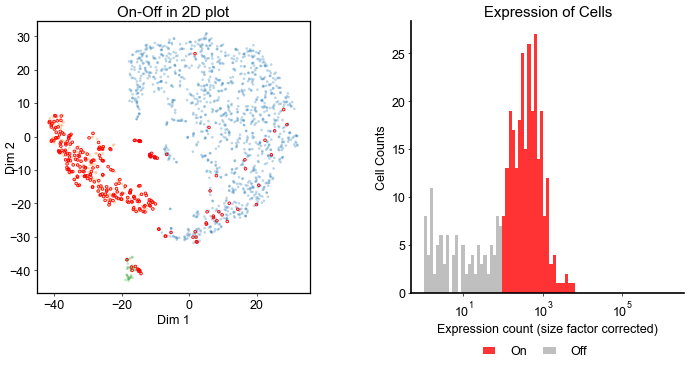 On-Off in 2D plot
30
20
10
0
−10
−20
−30
−40
Dim 2
−40
−20
0
20
Dim 1
Expression of Cells
25
20
15
10
5
0
Cell Counts
10^1
10^3
10^5
Expression count (size factor corrected)
On
Off